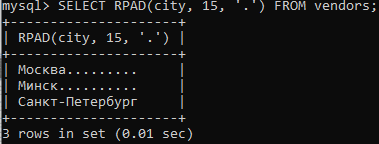 mysql> SELECT RPAD(city, 15, '.') FROM vendors;
+---------------------+
| RPAD(city, 15, '.') |
+---------------------+
| Москва.........     |
| Минск..........     |
| Санкт-Петербург     |
+---------------------+
3 rows in set (0.01 sec)